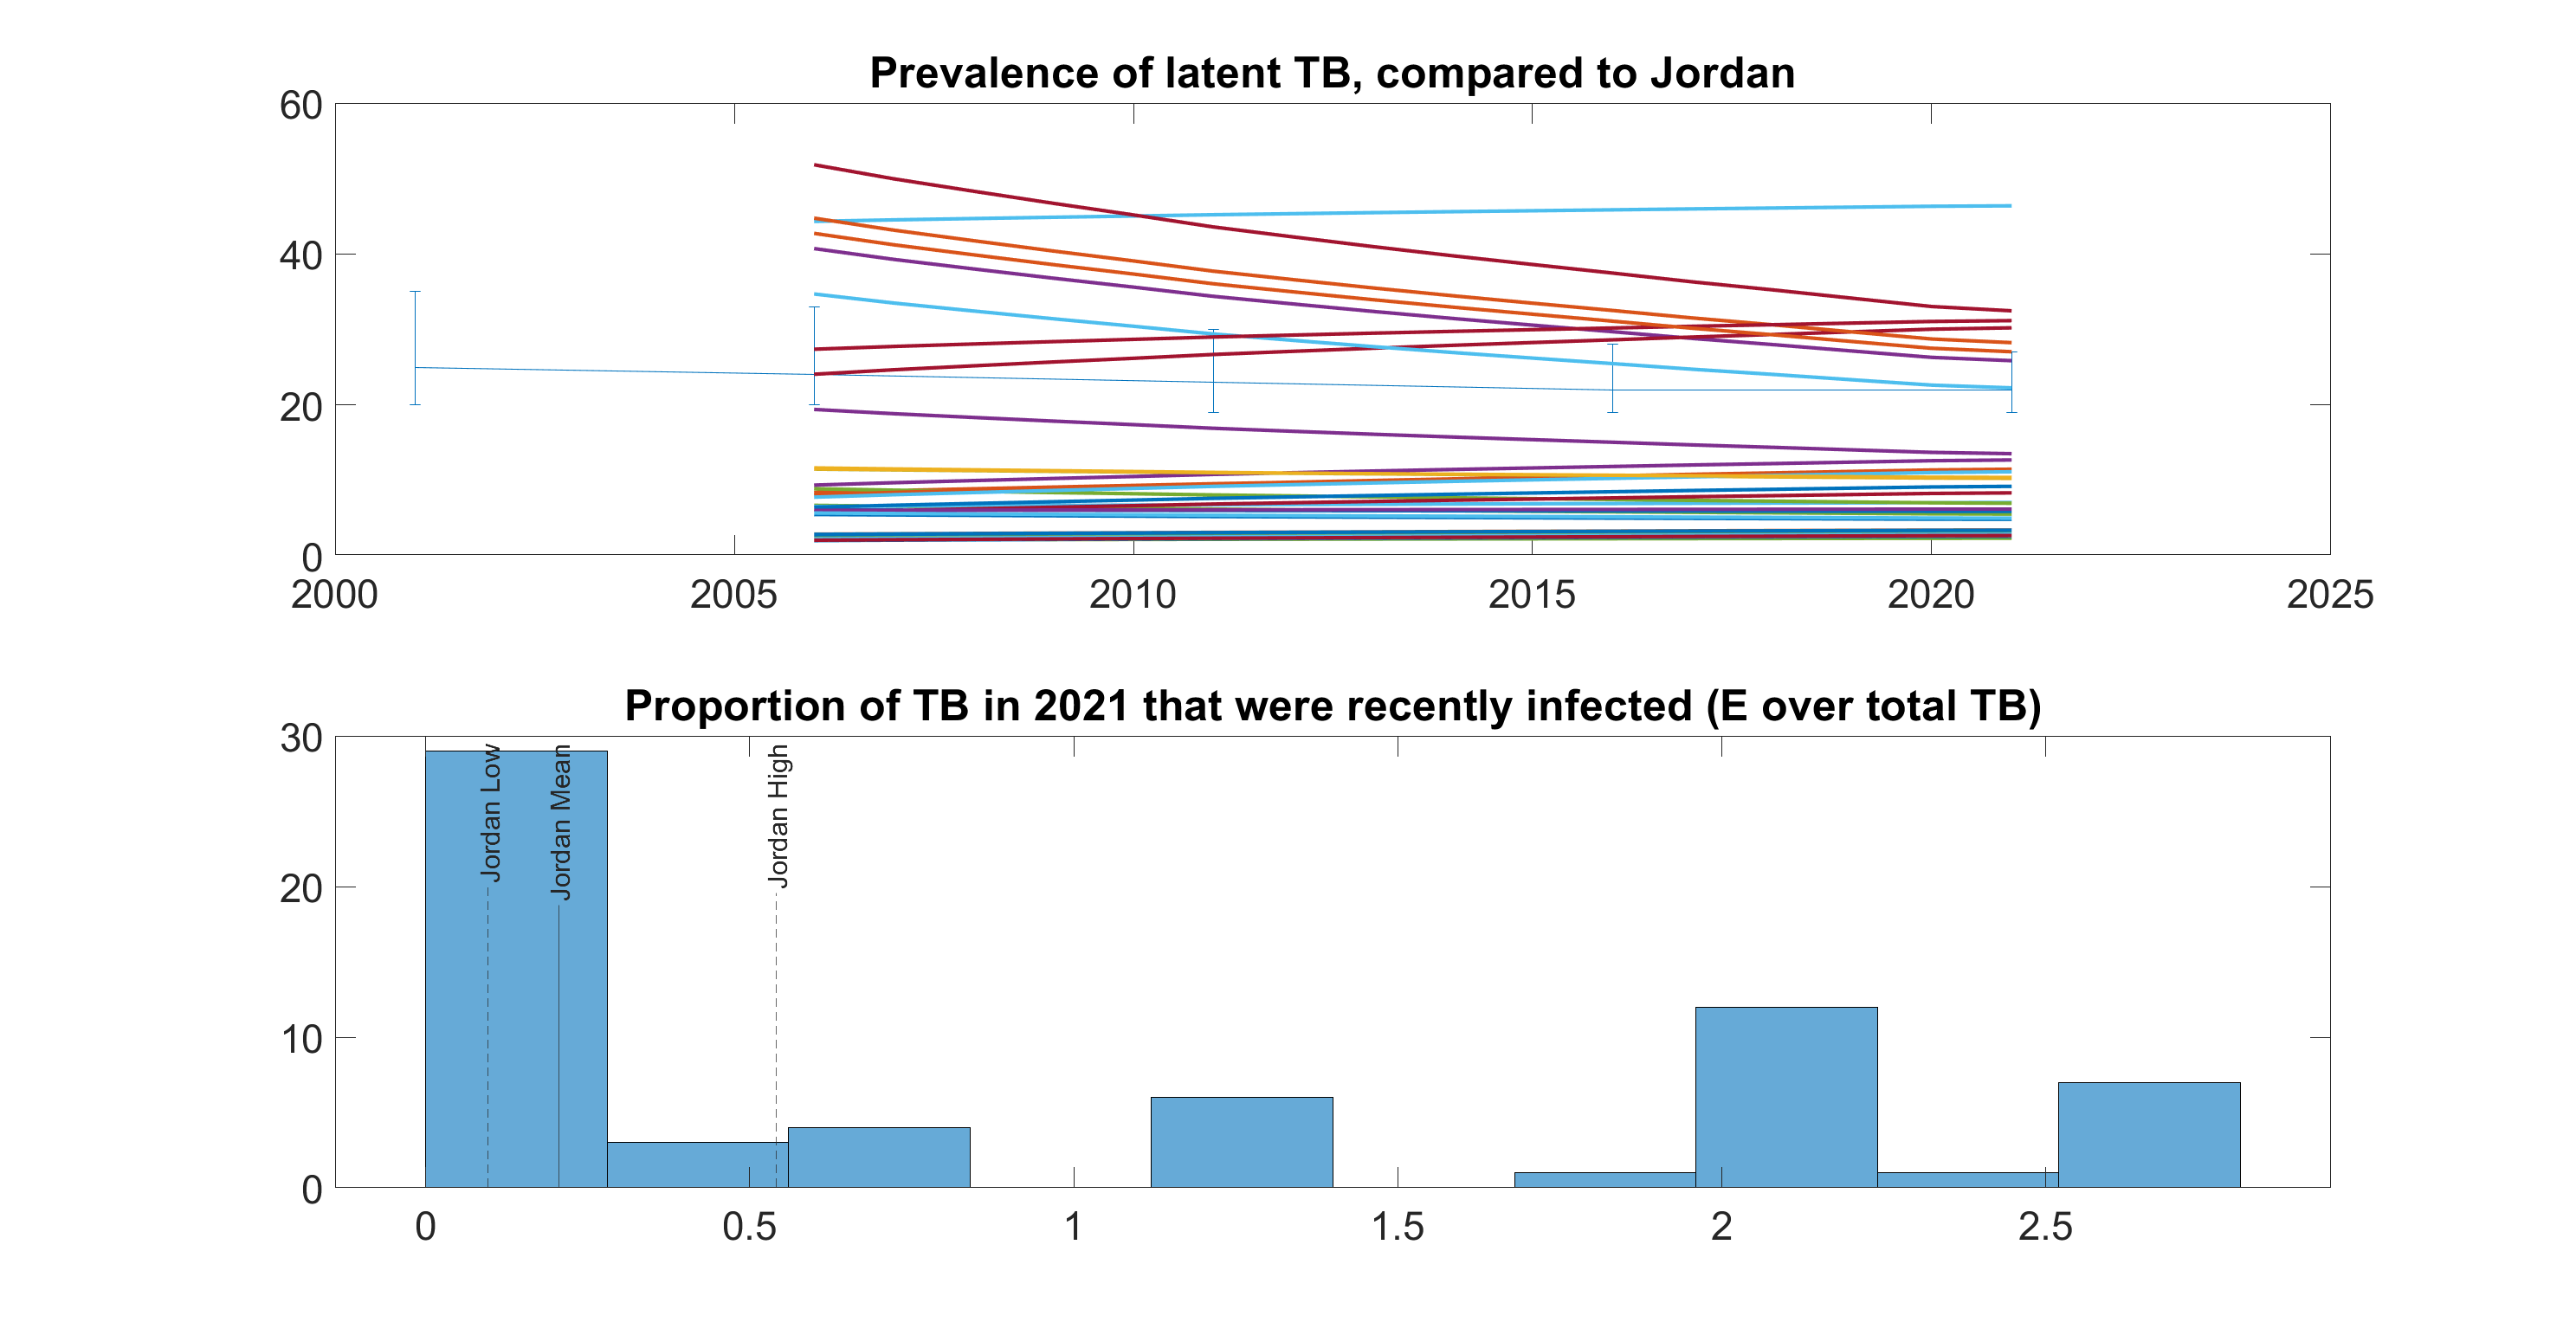 Prevalence of latent TB, compared to Jordan
60
40
20
0
2000 2005 2010 2015 2020 2025
Proportion of TB in 2021 that were recently infected (E over total TB)
30
20
10
0
Jordan Low
Jordan Mean
Jordan High
0 0.5 1 1.5 2 2.5